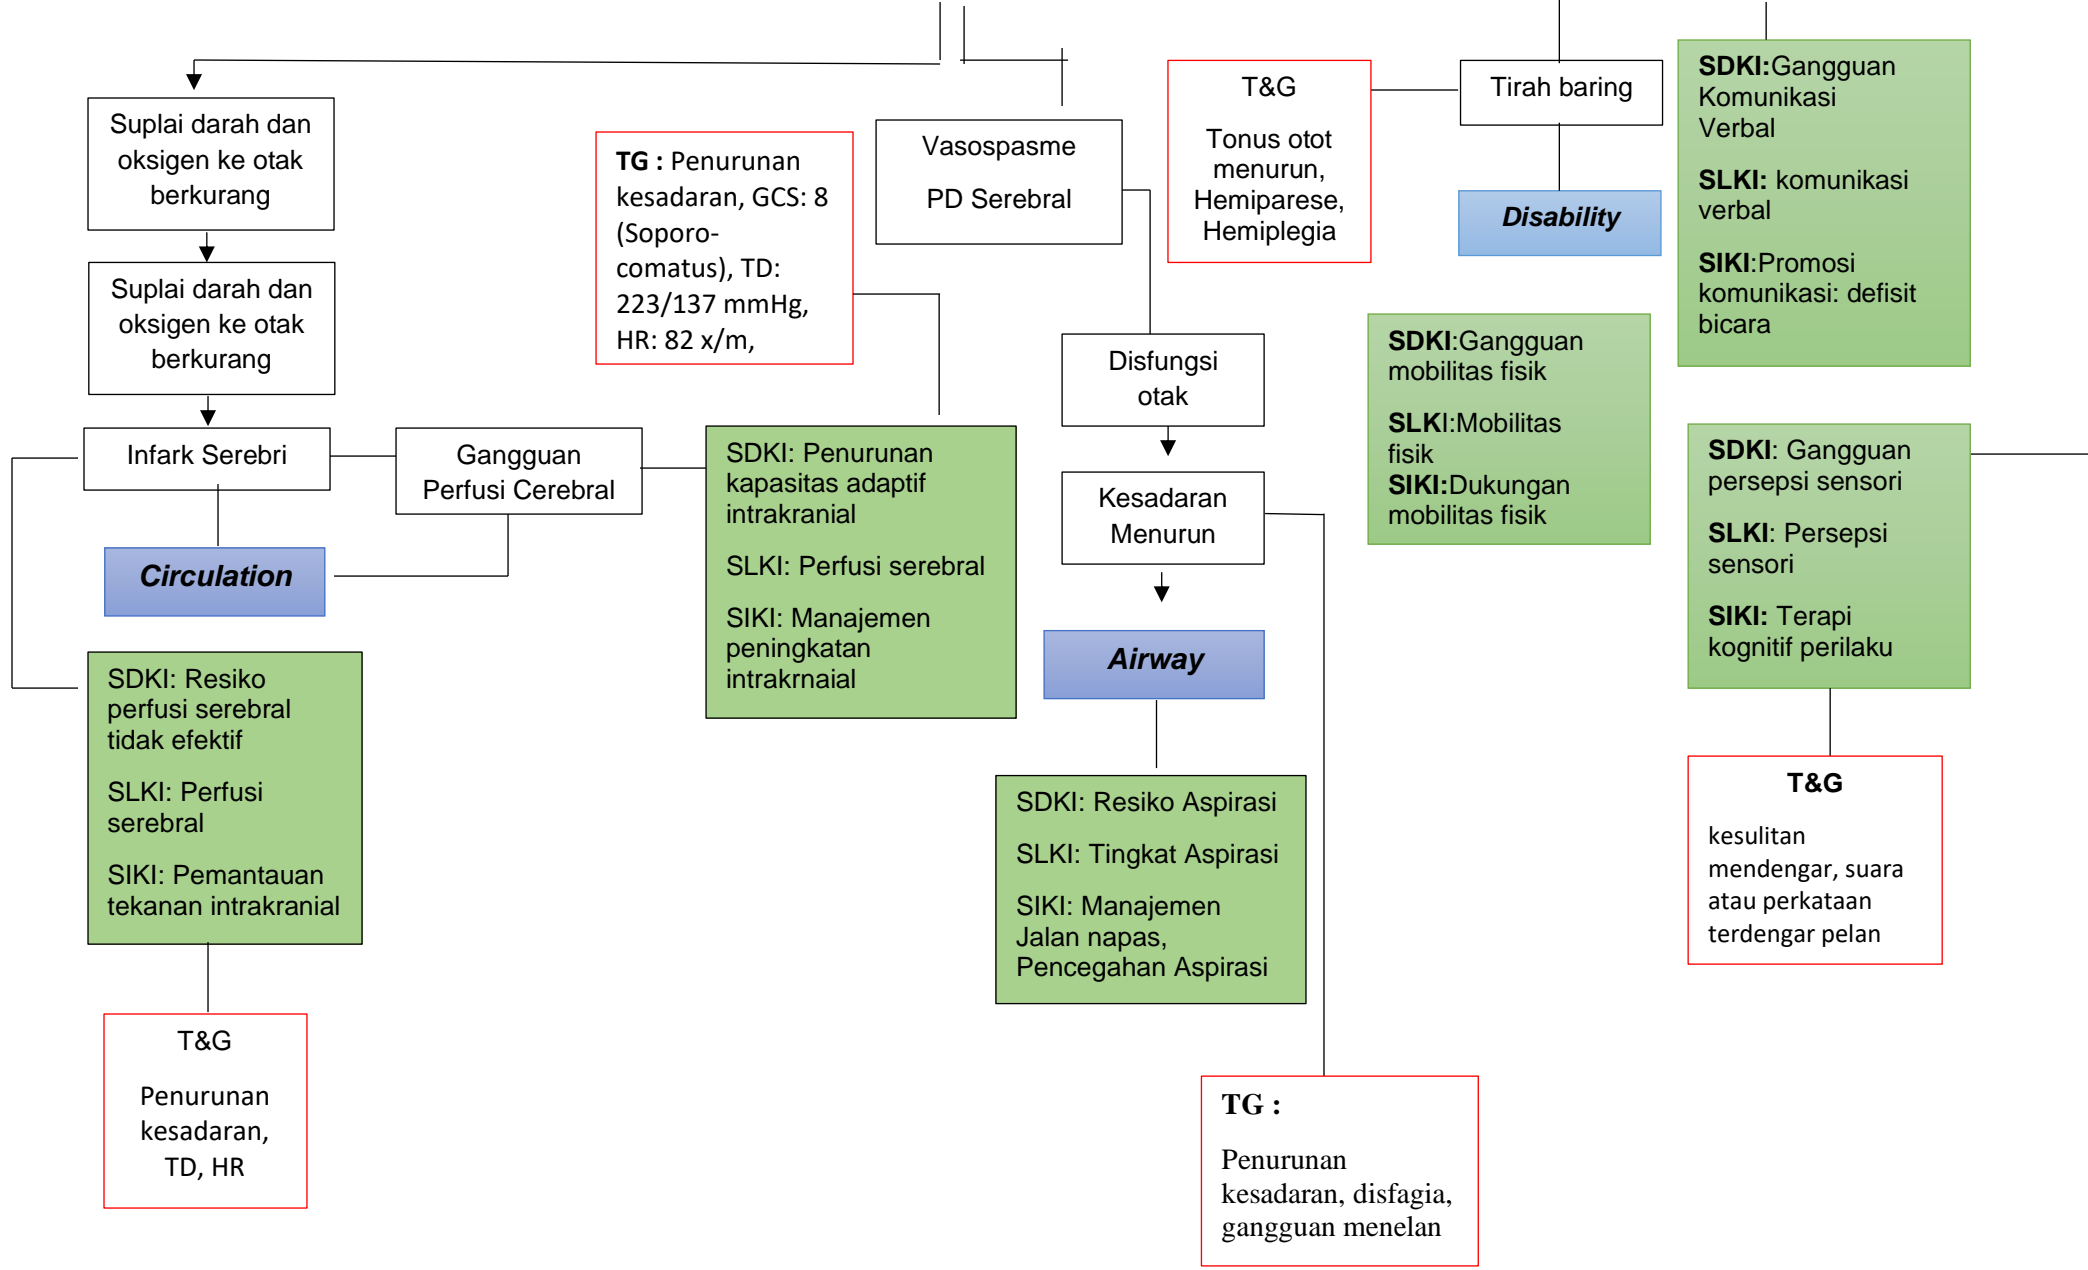 Suplai darah dan
oksigen ke otak
berkurang
Suplai darah dan
oksigen ke otak
berkurang
Infark Serebri
Circulation
SDKI: Resiko
perfusi serebral
tidak efektif
SLKI: Perfusi
serebral
SIKI: Pemantauan
tekanan intrakranial
T&G
Penurunan
kesadaran,
TD, HR
Gangguan
Perfusi Cerebral
TG : Penurunan
kesadaran, GCS: 8
(Soporo-
comatus), TD:
223/137 mmHg,
HR: 82 x/m,
SDKI: Penurunan
kapasitas adaptif
intrakranial
SLKI: Perfusi serebral
SIKI: Manajemen
peningkatan
intrakrnaial
Vasospasme
PD Serebral
Disfungsi
otak
Kesadaran
Menurun
Airway
SDKI: Resiko Aspirasi
SLKI: Tingkat Aspirasi
SIKI: Manajemen
Jalan napas,
Pencegahan Aspirasi
TG :
Penurunan
kesadaran, disfagia,
gangguan menelan
T&G
Tonus otot
menurun,
Hemiparese,
Hemiplegia
Tirah baring
Disability
SDKI:Gangguan
mobilitas fisik
SLKI:Mobilitas
fisik
SIKI:Dukungan
mobilitas fisik
SDKI:Gangguan
Komunikasi
Verbal
SLKI: komunikasi
verbal
SIKI:Promosi
komunikasi: defisit
bicara
SDKI: Gangguan
persepsi sensori
SLKI: Persepsi
sensori
SIKI: Terapi
kognitif perilaku
T&G
kesulitan
mendengar, suara
atau perkataan
terdengar pelan